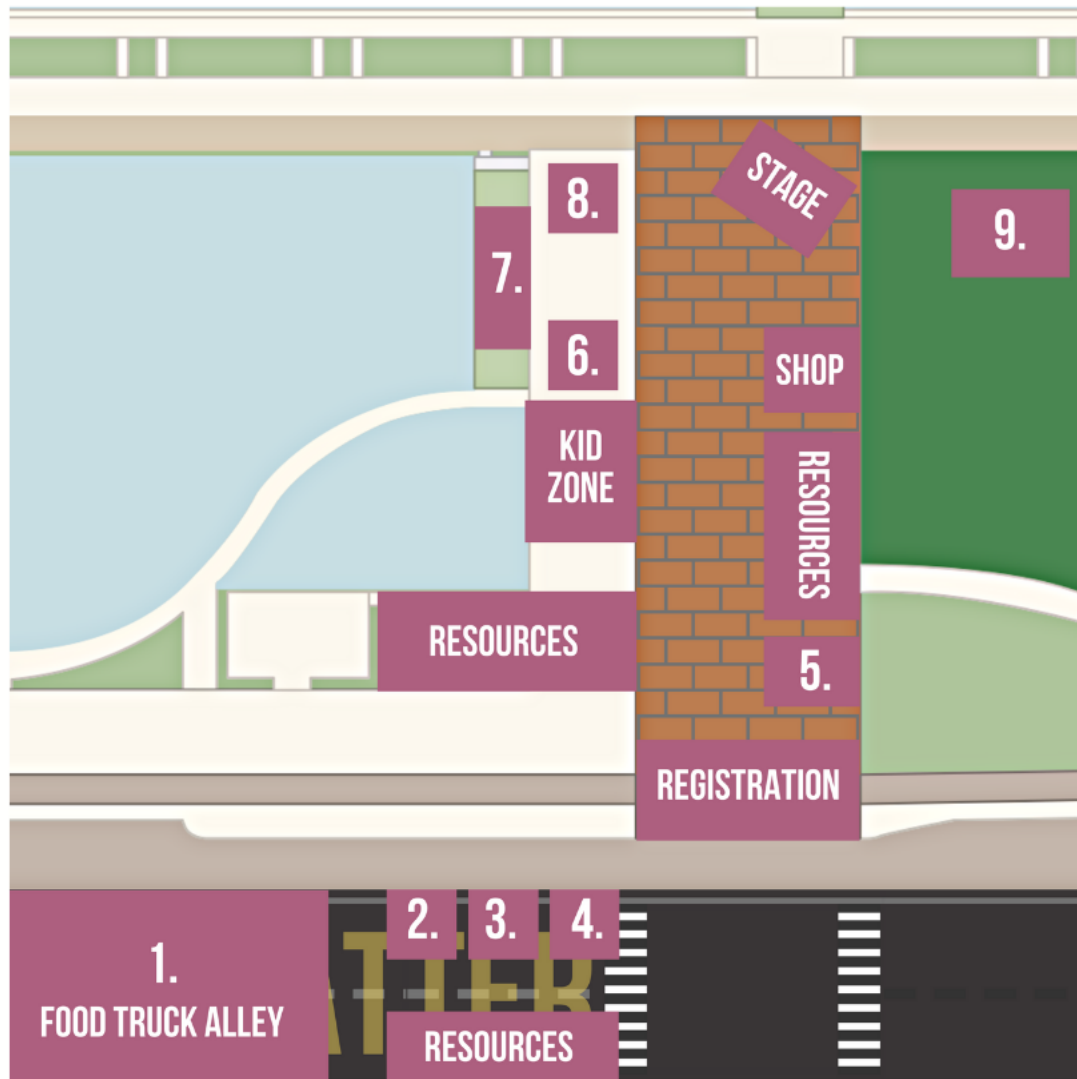 STAGE
8.
9.
7.
6.
SHOP
KID
ZONE
RESOURCES
RESOURCES
5.
REGISTRATION
2.
3.
4.
1.
FOOD TRUCK ALLEY
ATTER
RESOURCES